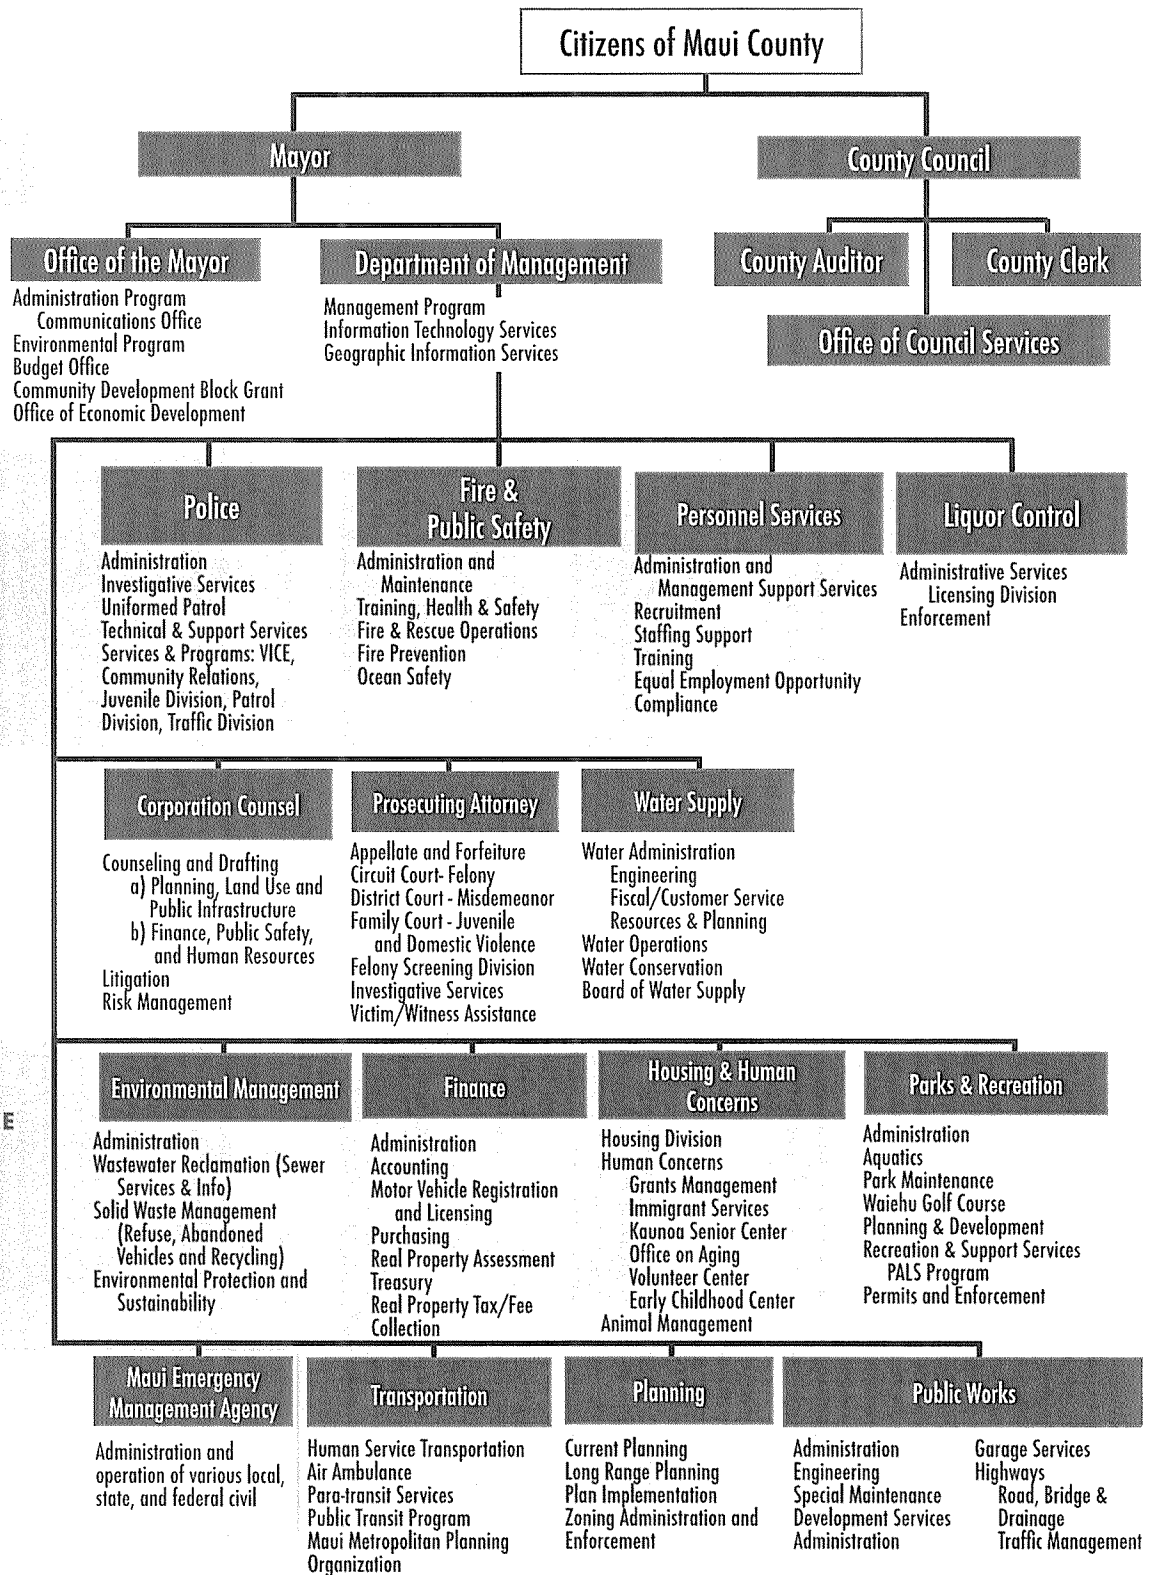 Citizens of Maui County
Mayor
County Council
Office of the Mayor
Administration Program
Communications Office
Environmental Program
Budget Office
Community Development Block Grant
Office of Economic Development
Department of Management
Management Program
Information Technology Services
Geographic Information Services
County Auditor
County Clerk
Office of Council Services
Police
Administration
Investigative Services
Uniformed Patrol
Technical & Support Services
Services & Programs: VICE,
Community Relations,
Juvenile Division, Patrol
Division, Traffic Division
Fire &
Public Safety
Administration and
Maintenance
Training, Health & Safety
Fire & Rescue Operations
Fire Prevention
Ocean Safety
Personnel Services
Administration and
Management Support Services
Recruitment
Staffing Support
Training
Equal Employment Opportunity
Compliance
Liquor Control
Administrative Services
Licensing Division
Enforcement
Corporation Counsel
Counseling and Drafting
a) Planning, Land Use and
Public Infrastructure
b) Finance, Public Safety,
and Human Resources
Litigation
Risk Management
Prosecuting Attorney
Appellate and Forfeiture
Circuit Court- Felony
District Court - Misdemeanor
Family Court - Juvenile
and Domestic Violence
Felony Screening Division
Investigative Services
Victim/Witness Assistance
Water Supply
Water Administration
Engineering
Fiscal/Customer Service
Resources & Planning
Water Operations
Water Conservation
Board of Water Supply
E
Environmental Management
Administration
Wastewater Reclamation (Sewer
Services & Info)
Solid Waste Management
(Refuse, Abandoned
Vehicles and Recycling)
Environmental Protection and
Sustainability
Finance
Administration
Accounting
Motor Vehicle Registration
and Licensing
Purchasing
Real Property Assessment
Treasury
Real Property Tax/Fee
Collection
Housing & Human
Concerns
Housing Division
Human Concerns
Grants Management
Immigrant Services
Kaunoa Senior Center
Office on Aging
Volunteer Center
Early Childhood Center
Animal Management
Parks & Recreation
Administration
Aquatics
Park Maintenance
Waiehu Golf Course
Planning & Development
Recreation & Support Services
PALS Program
Permits and Enforcement
Maui Emergency
Management Agency
Administration and
operation of various local,
state, and federal civil
Transportation
Human Service Transportation
Air Ambulance
Para-transit Services
Public Transit Program
Maui Metropolitan Planning
Organization
Planning
Current Planning
Long Range Planning
Plan Implementation
Zoning Administration and
Enforcement
Public Works
Administration
Engineering
Special Maintenance
Development Services
Administration
Garage Services
Highways
Road, Bridge &
Drainage
Traffic Management